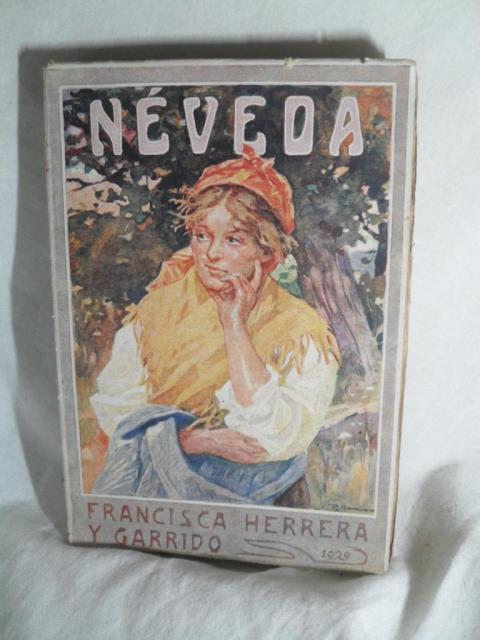 NÉVEDA
FRANCISCA HERRERA
Y GARRIDO
1920